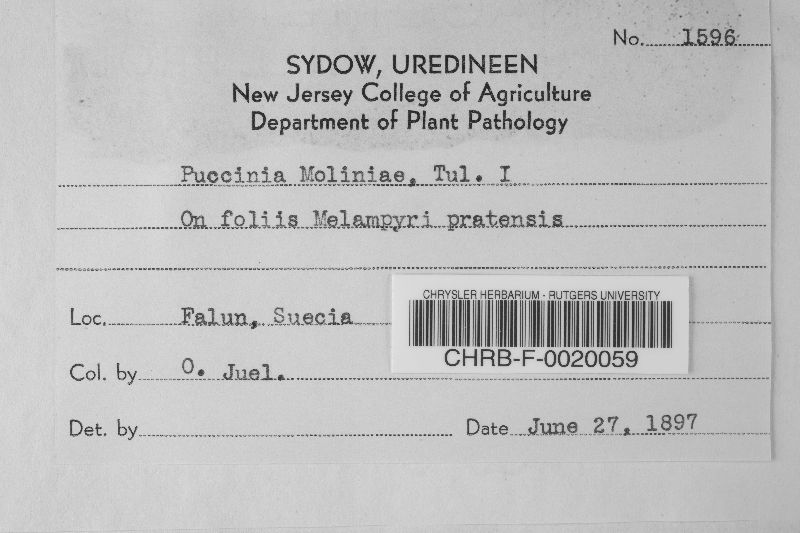 No. 1596
SYDOW, UREDINEEN
New Jersey College of Agriculture
Department of Plant Pathology
Puccinia Moliniae, Tul. I
On foliis Melampyri pratensis
Loc. Falun, Suecia
CHRYSLER HERBARIUM - RUTGERS UNIVERSITY
CHRB-F-0020059
Col. by O. Juel.
Det. by Date June 27, 1897